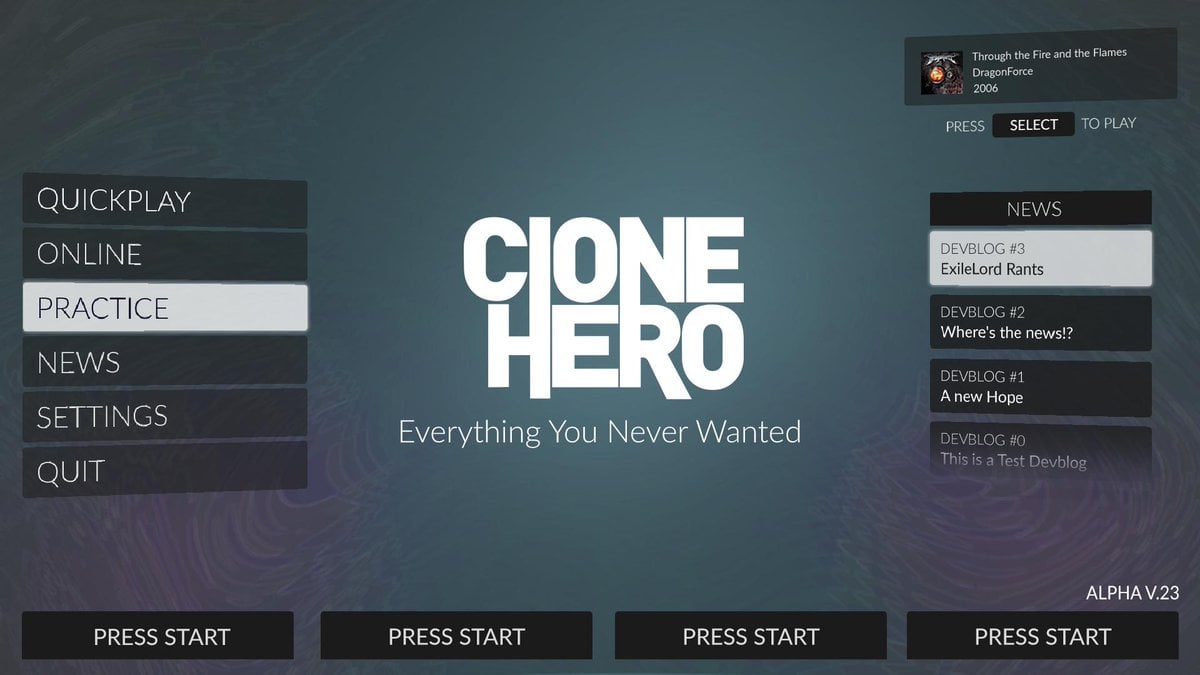 Through the Fire and the Flames
DragonForce
2006
PRESS SELECT TO PLAY
QUICKPLAY
ONLINE
PRACTICE
NEWS
SETTINGS
QUIT
CLONE
HERO
Everything You Never Wanted
NEWS
DEVBLOG #3
ExileLord Rants
DEVBLOG #2
Where's the news!?
DEVBLOG #1
A new Hope
DEVBLOG #0
This is a Test Devblog
ALPHA V.23
PRESS START
PRESS START
PRESS START
PRESS START